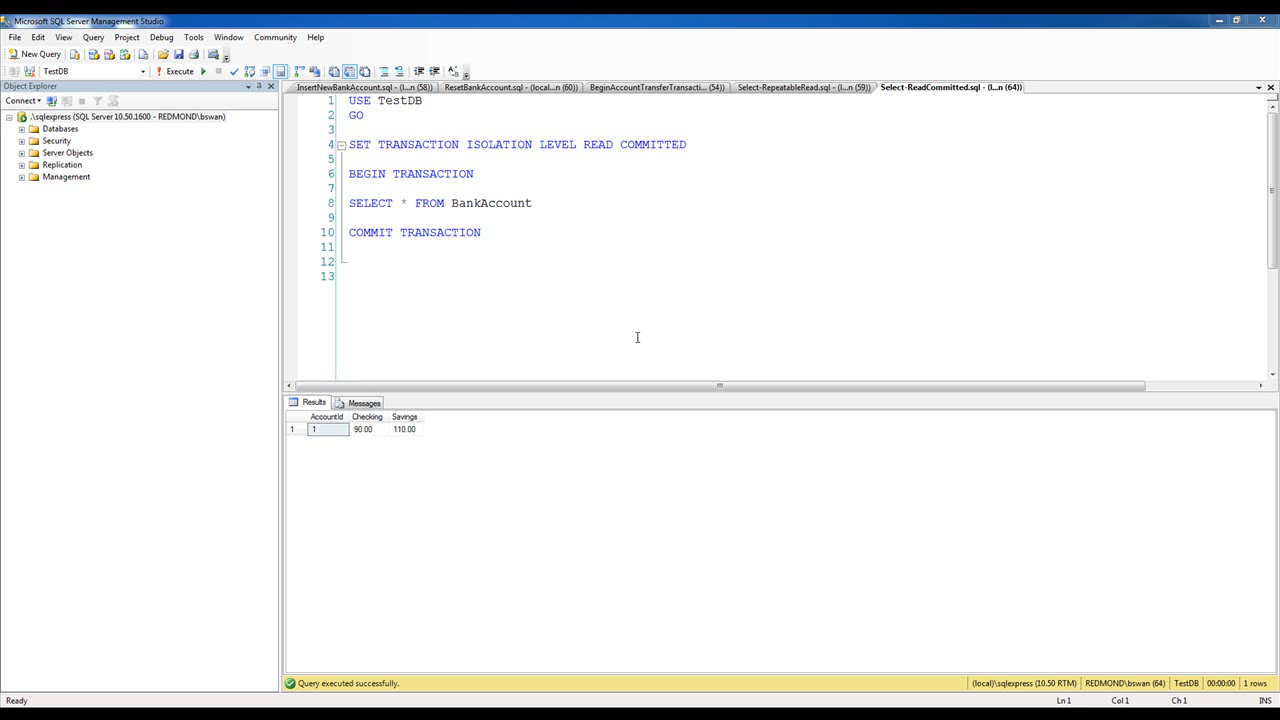 Microsoft SQL Server Management Studio
File Edit View Query Project Debug Tools Window Community Help
New Query
TestDB Execute
Object Explorer
Connect
.\sqlexpress (SQL Server 10.50.1600 - REDMOND\bswan)
Databases
Security
Server Objects
Replication
Management
InsertNewBankAccount.sql - (l...n (58)) ResetBankAccount.sql - (local...n (60)) BeginAccountTransferTransacti... (54)) Select-RepeatableRead.sql - (l...n (59)) Select-ReadCommitted.sql - (l...n (64))
1 USE TestDB
2 GO
3
4 SET TRANSACTION ISOLATION LEVEL READ COMMITTED
5
6 BEGIN TRANSACTION
7
8 SELECT * FROM BankAccount
9
10 COMMIT TRANSACTION
11
12
13
Results Messages
AccountId Checking Savings
1 1 90.00 110.00
Query executed successfully. (local)\sqlexpress (10.50 RTM) REDMOND\bswan (64) TestDB 00:00:00 1 rows
Ready Ln 1 Col 1 Ch 1 INS